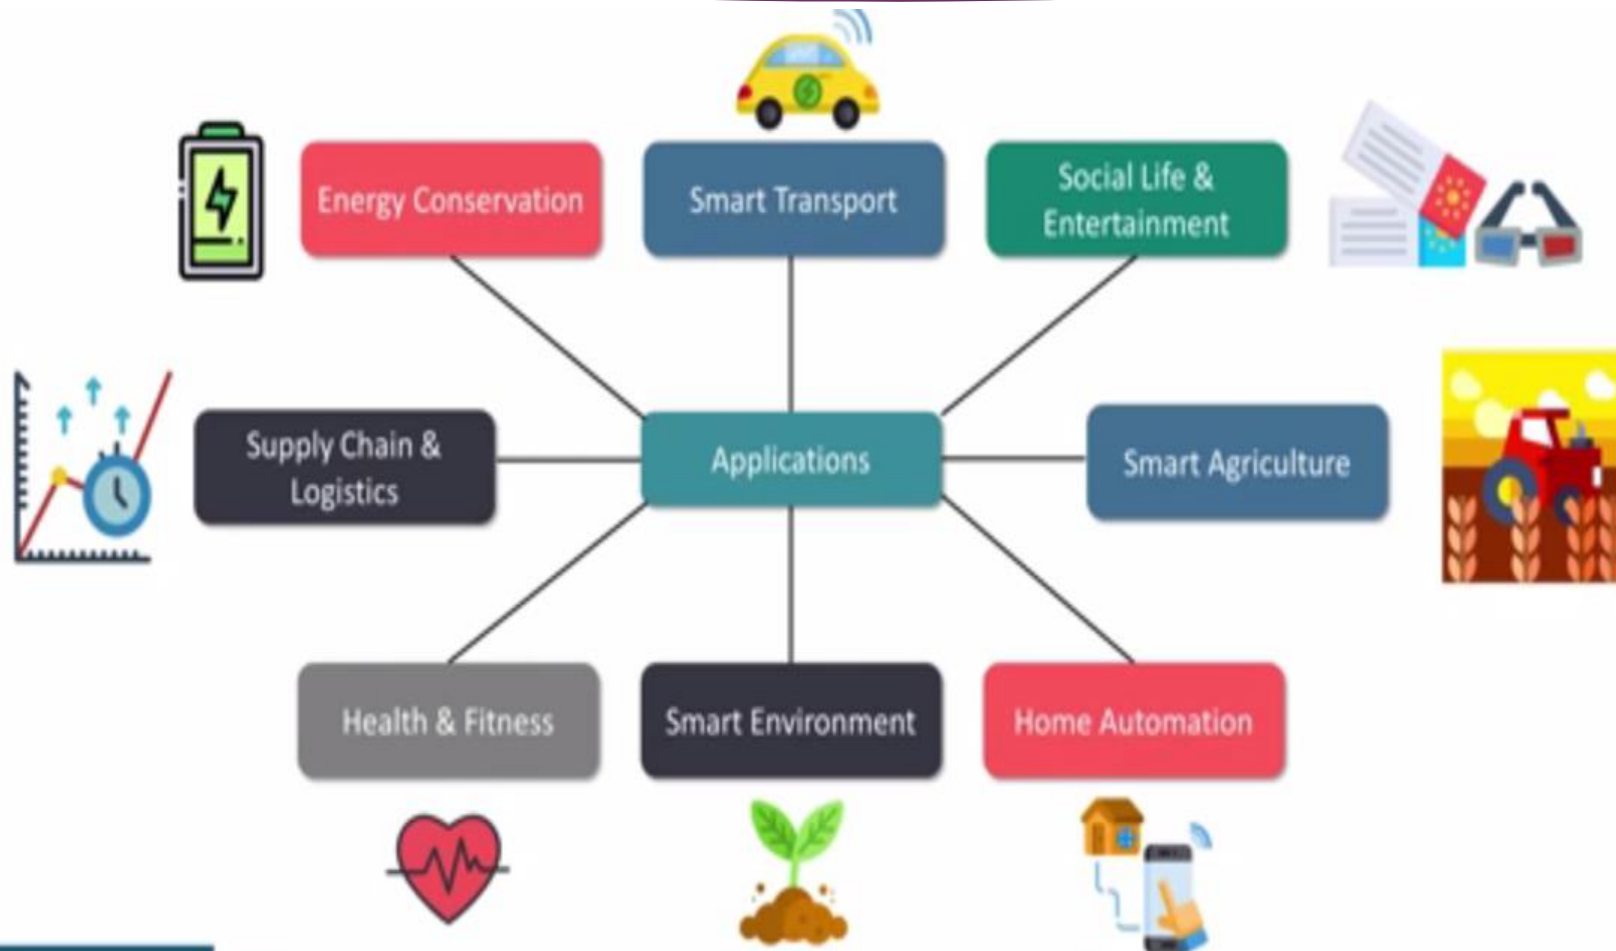 Energy Conservation
Smart Transport
Social Life &
Entertainment
Supply Chain &
Logistics
Applications
Smart Agriculture
Health & Fitness
Smart Environment
Home Automation